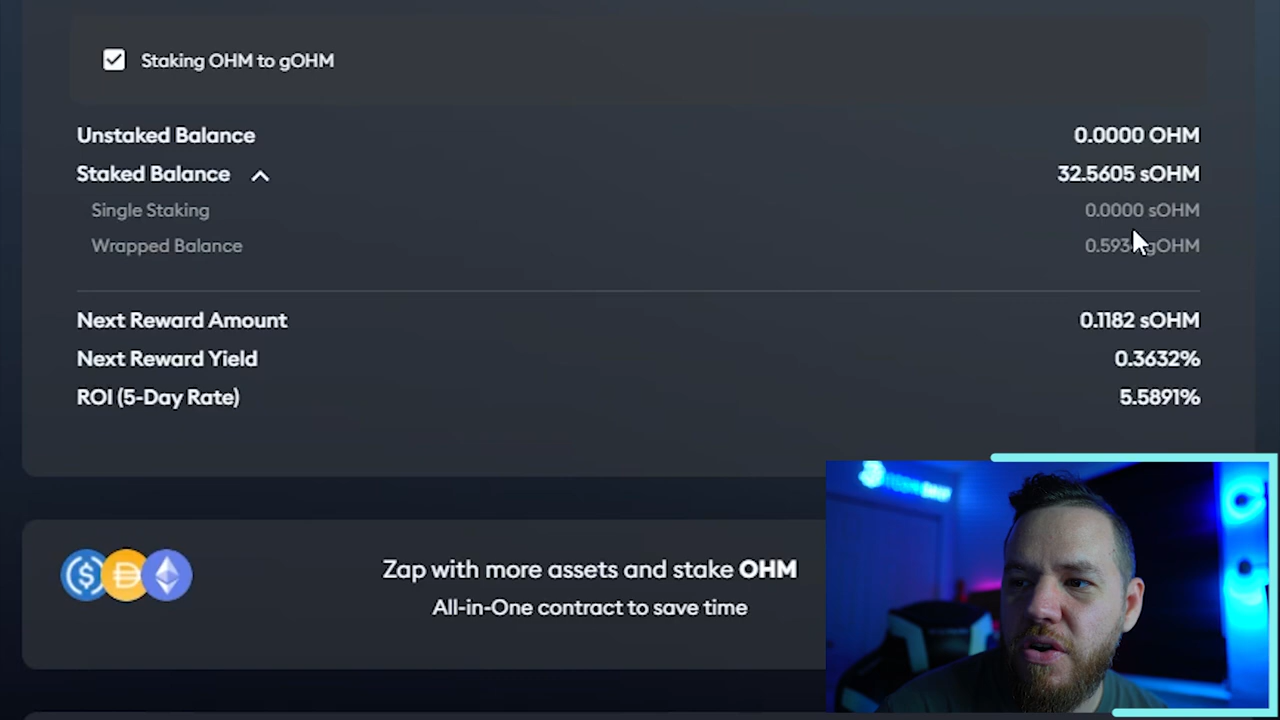 Staking OHM to gOHM
Unstaked Balance 0.0000 OHM
Staked Balance 32.5605 sOHM
Single Staking 0.0000 sOHM
Wrapped Balance gOHM
Next Reward Amount 0.1182 sOHM
Next Reward Yield 0.3632%
ROI (5-Day Rate) 5.5891%
Zap with more assets and stake OHM
All-in-One contract to save time